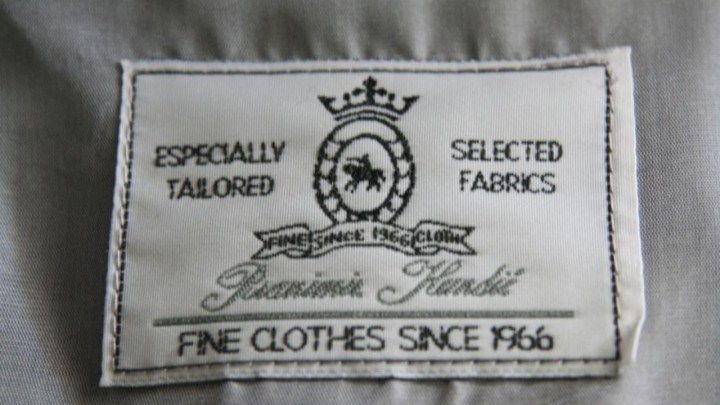 ESPECIALLY
TAILORED
SELECTED
FABRICS
FINE SINCE 1966 CLOTH
FINE CLOTHES SINCE 1966